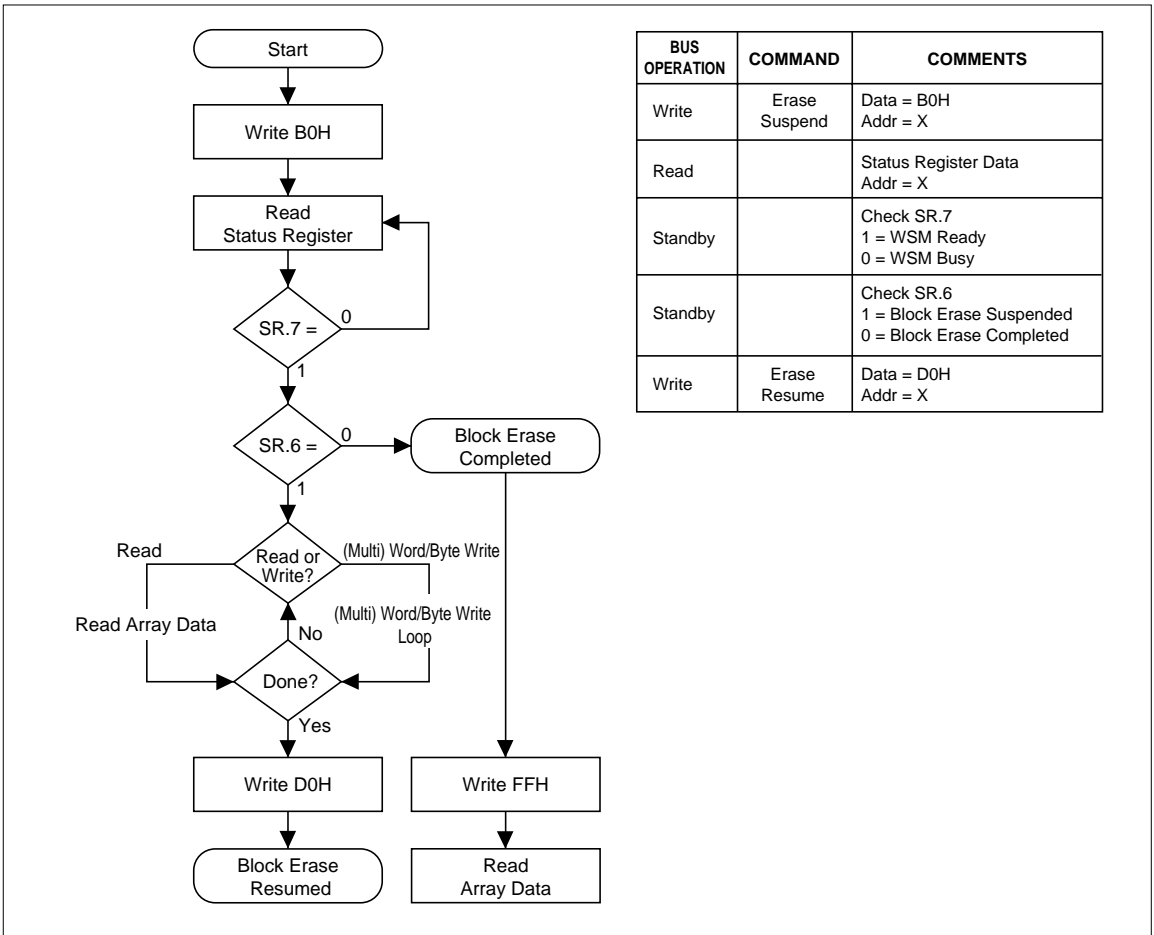 Start
Write B0H
Read
Status Register
SR.7 =
0
1
SR.6 =
0
Block Erase
Completed
1
Read
Read or
Write?
(Multi) Word/Byte Write
Read Array Data
(Multi) Word/Byte Write
Loop
No
Done?
Yes
Write D0H
Write FFH
Block Erase
Resumed
Read
Array Data
BUS
OPERATION
COMMAND
COMMENTS
Write
Erase
Suspend
Data = B0H
Addr = X
Read
Status Register Data
Addr = X
Standby
Check SR.7
1 = WSM Ready
0 = WSM Busy
Standby
Check SR.6
1 = Block Erase Suspended
0 = Block Erase Completed
Write
Erase
Resume
Data = D0H
Addr = X